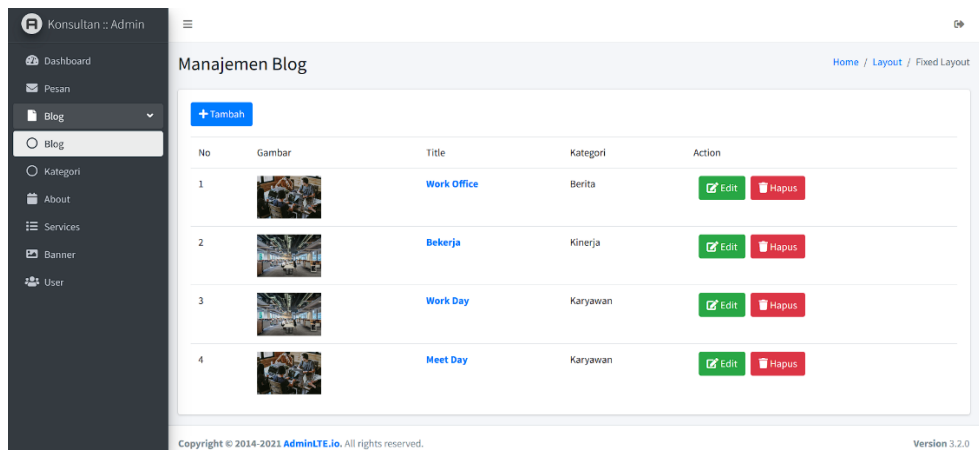 Konsultan :: Admin
Dashboard
Pesan
Blog
Blog
Kategori
About
Services
Banner
User
Manajemen Blog
Home / Layout / Fixed Layout
Tambah
No Gambar Title Kategori Action
1 Work Office Berita Edit Hapus
2 Bekerja Kinerja Edit Hapus
3 Work Day Karyawan Edit Hapus
4 Meet Day Karyawan Edit Hapus
Copyright © 2014-2021 AdminLTE.io. All rights reserved.
Version 3.2.0